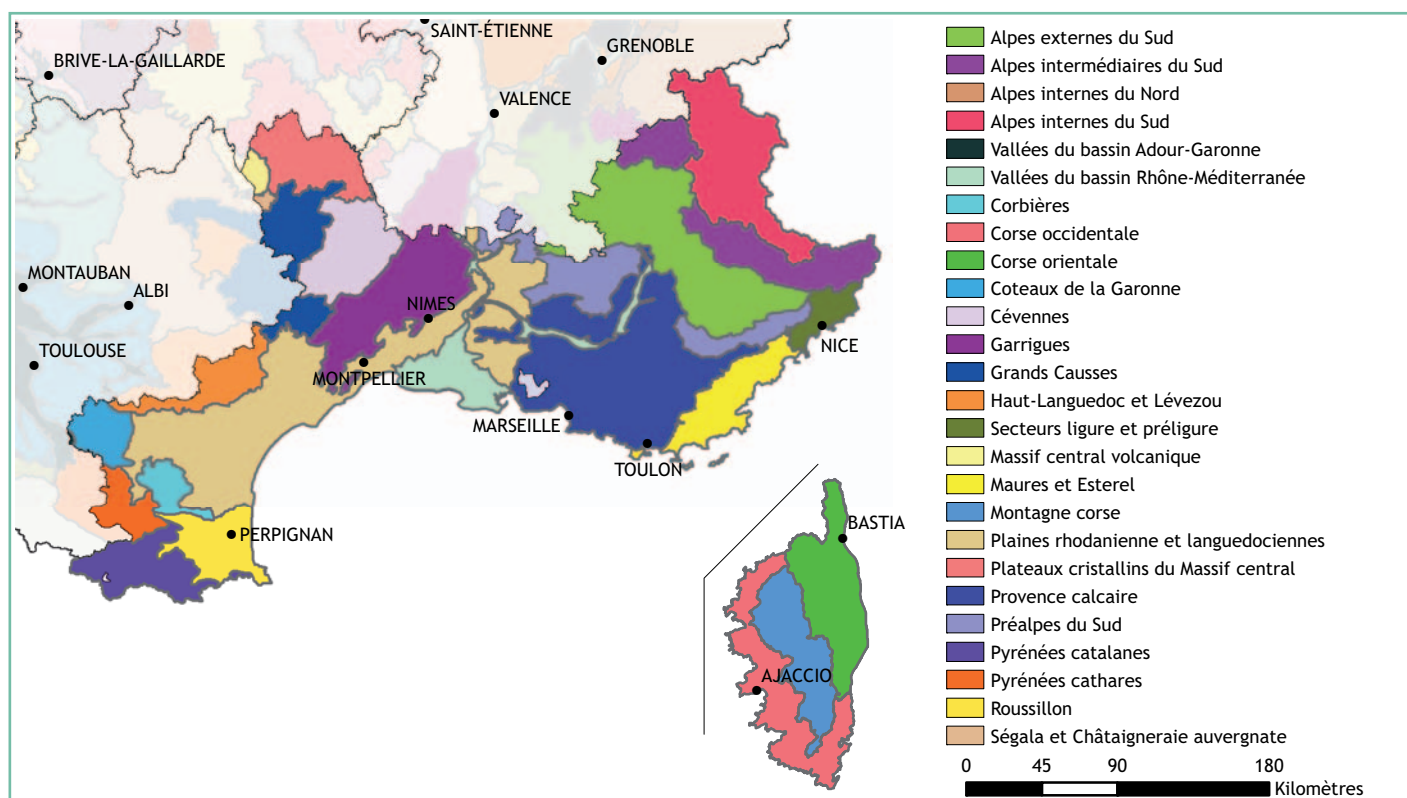 SAINT-ÉTIENNE
BRIVE-LA-GAILLARDE
GRENOBLE
VALENCE
MONTAUBAN
ALBI
NIMES
TOULOUSE
NICE
MONTPELLIER
MARSEILLE
TOULON
PERPIGNAN
BASTIA
AJACCIO
Alpes externes du Sud
Alpes intermédiaires du Sud
Alpes internes du Nord
Alpes internes du Sud
Vallées du bassin Adour-Garonne
Vallées du bassin Rhône-Méditerranée
Corbières
Corse occidentale
Corse orientale
Coteaux de la Garonne
Cévennes
Garrigues
Grands Causses
Haut-Languedoc et Lévezou
Secteurs ligure et préligure
Massif central volcanique
Maures et Esterel
Montagne corse
Plaines rhodanienne et languedociennes
Plateaux cristallins du Massif central
Provence calcaire
Préalpes du Sud
Pyrénées catalanes
Pyrénées cathares
Roussillon
Ségala et Châtaigneraie auvergnate
0 45 90 180
Kilomètres